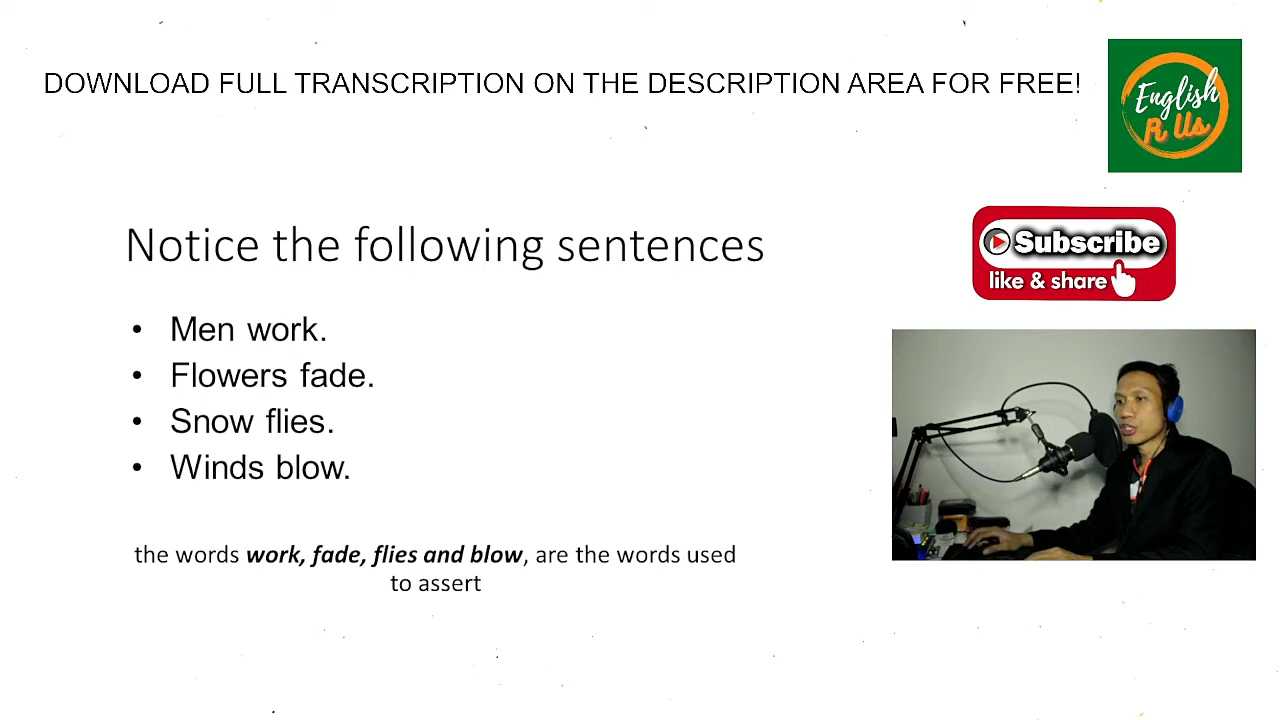 DOWNLOAD FULL TRANSCRIPTION ON THE DESCRIPTION AREA FOR FREE!
English
R Us
Notice the following sentences
Subscribe
like & share
• Men work.
• Flowers fade.
• Snow flies.
• Winds blow.
the words work, fade, flies and blow, are the words used
to assert